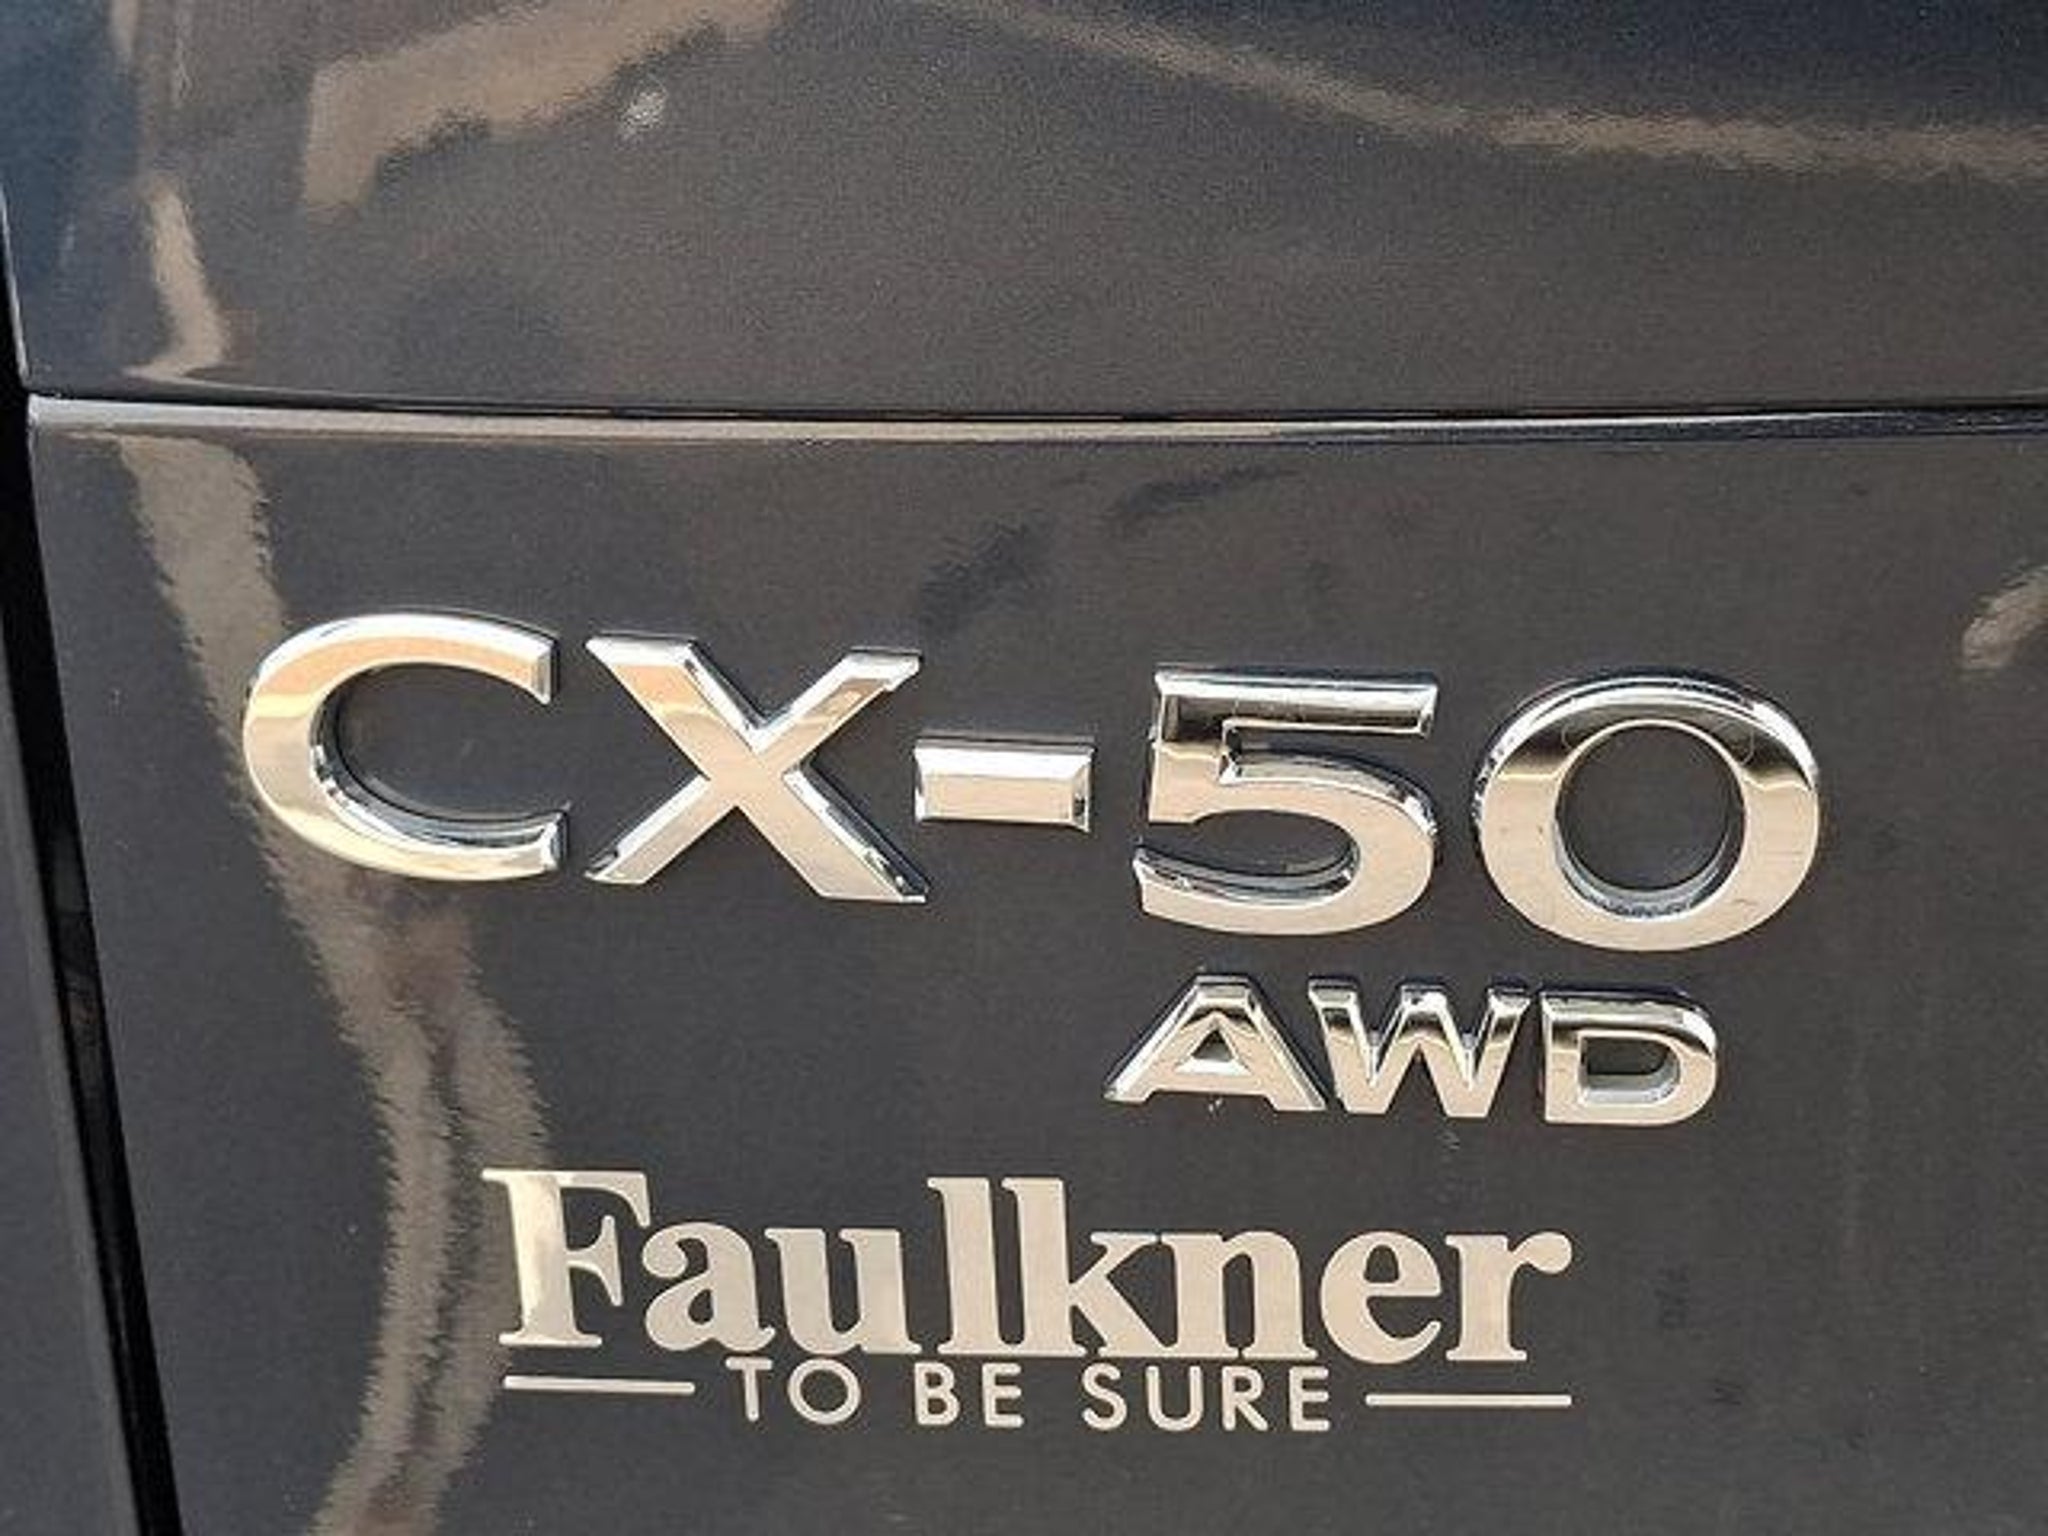 CX-50
AWD
Faulkner
TO BE SURE